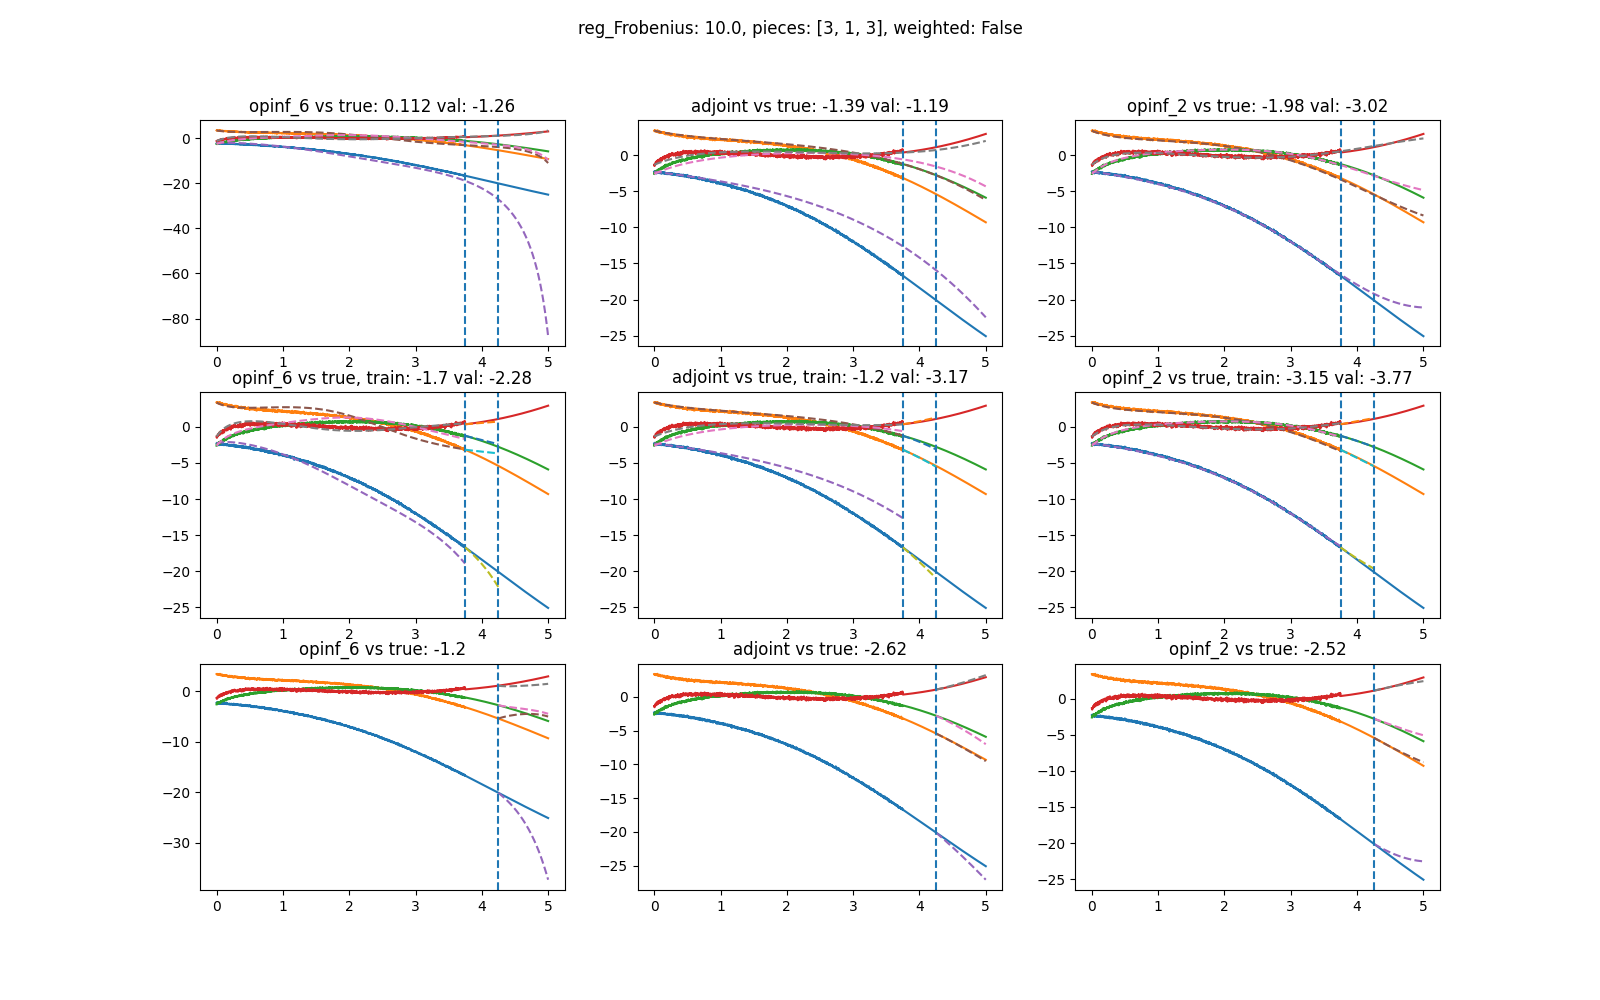 reg_Frobenius: 10.0, pieces: [3, 1, 3], weighted: False
opinf_6 vs true: 0.112 val: -1.26
0
−20
−40
−60
−80
0 1 2 3 4 5
adjoint vs true: -1.39 val: -1.19
0
−5
−10
−15
−20
−25
0 1 2 3 4 5
opinf_2 vs true: -1.98 val: -3.02
0
−5
−10
−15
−20
−25
0 1 2 3 4 5
opinf_6 vs true, train: -1.7 val: -2.28
0
−5
−10
−15
−20
−25
0 1 2 3 4 5
adjoint vs true, train: -1.2 val: -3.17
0
−5
−10
−15
−20
−25
0 1 2 3 4 5
opinf_2 vs true, train: -3.15 val: -3.77
0
−5
−10
−15
−20
−25
0 1 2 3 4 5
opinf_6 vs true: -1.2
0
−10
−20
−30
0 1 2 3 4 5
adjoint vs true: -2.62
0
−5
−10
−15
−20
−25
0 1 2 3 4 5
opinf_2 vs true: -2.52
0
−5
−10
−15
−20
−25
0 1 2 3 4 5